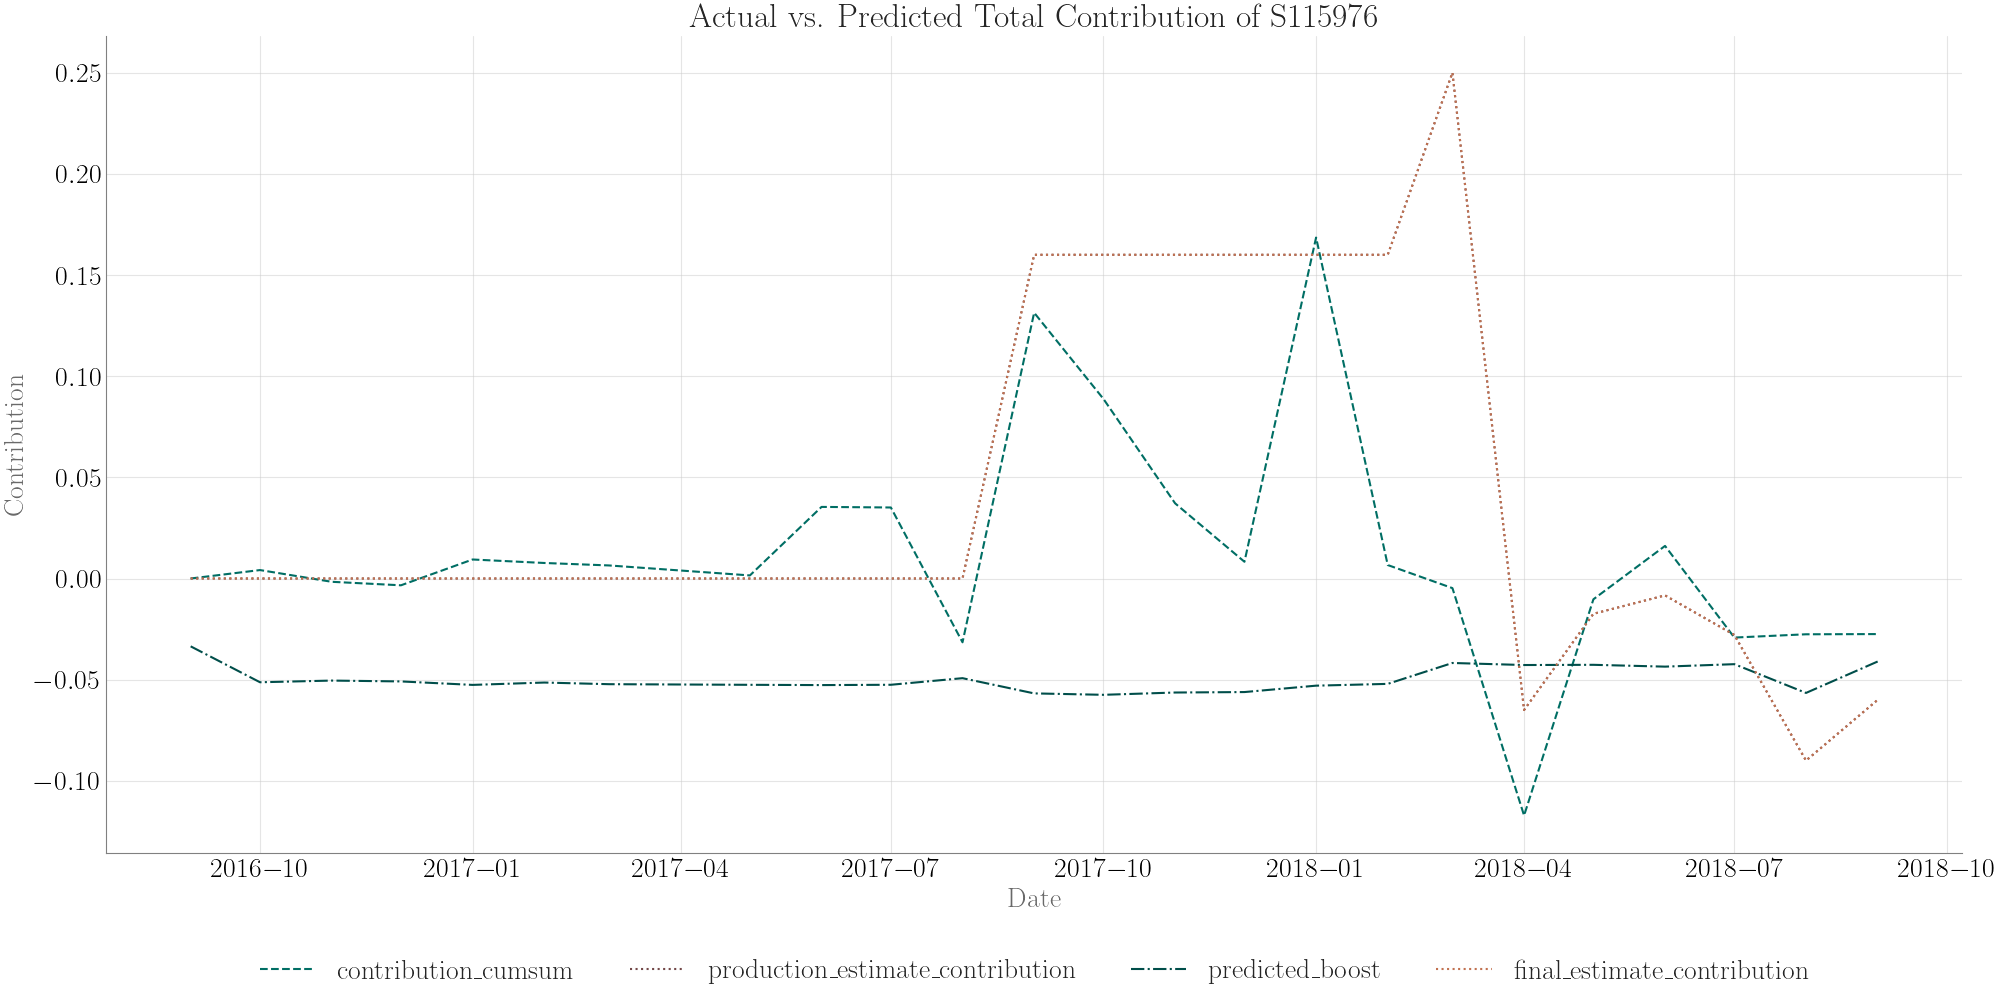 Actual vs. Predicted Total Contribution of S115976
0.25
0.20
0.15
0.10
0.05
0.00
−0.05
−0.10
Contribution
2016−10 2017−01 2017−04 2017−07 2017−10 2018−01 2018−04 2018−07 2018−10
Date
contribution_cumsum production_estimate_contribution predicted_boost final_estimate_contribution